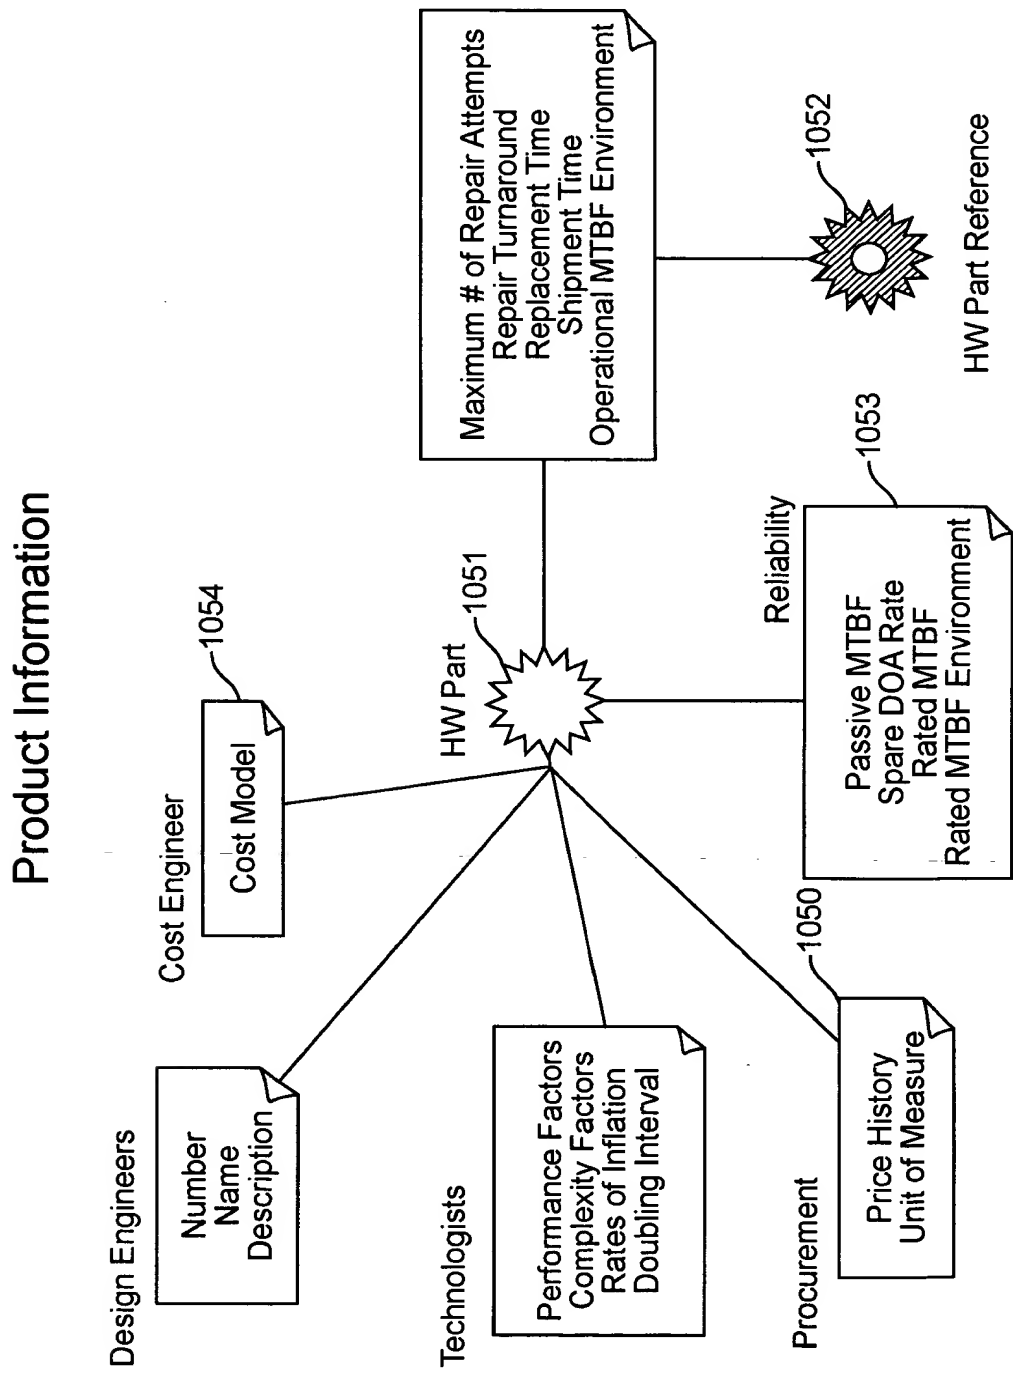 Product Information
Cost Engineer
Cost Model
1054
Design Engineers
Number
Name
Description
HW Part
1051
Maximum # of Repair Attempts
Repair Turnaround
Replacement Time
Shipment Time
Operational MTBF Environment
Technologists
Performance Factors
Complexity Factors
Rates of Inflation
Doubling Interval
Procurement
Price History
Unit of Measure
1050
Reliability
Passive MTBF
Spare DOA Rate
Rated MTBF
Rated MTBF Environment
1053
1052
HW Part Reference